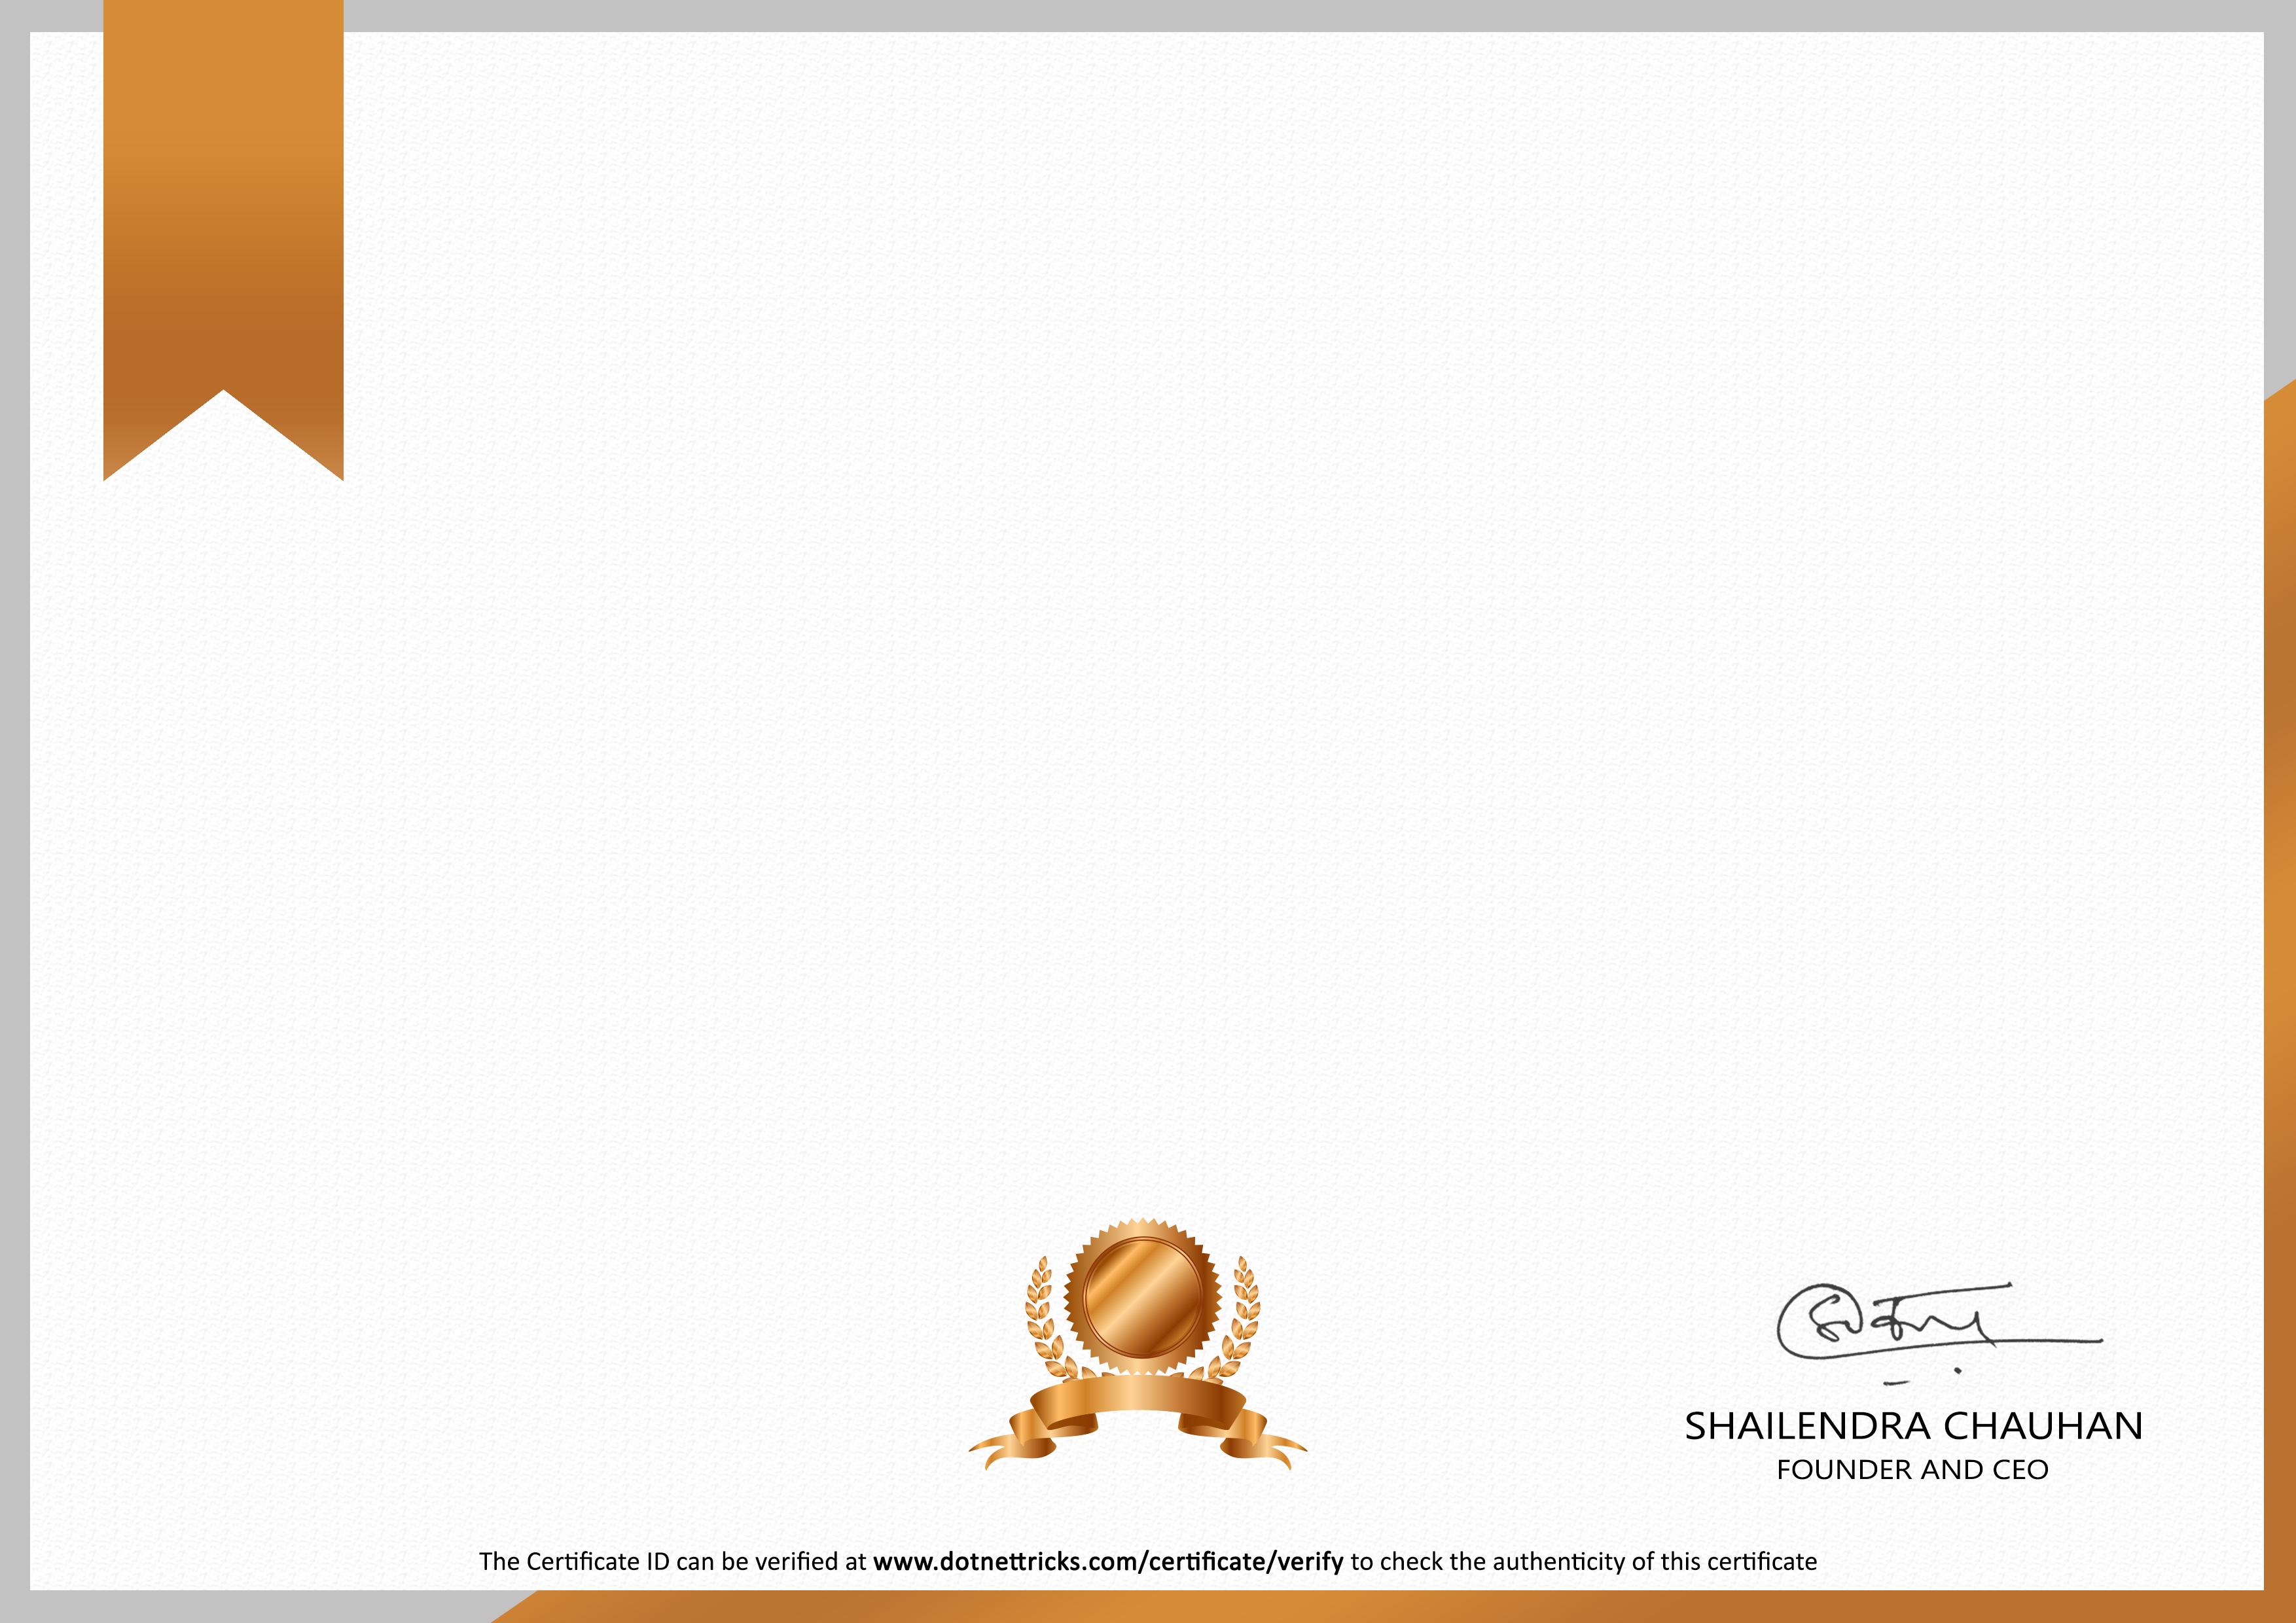 SHAILENDRA CHAUHAN
FOUNDER AND CEO
The Certificate ID can be verified at www.dotnettricks.com/certificate/verify to check the authenticity of this certificate